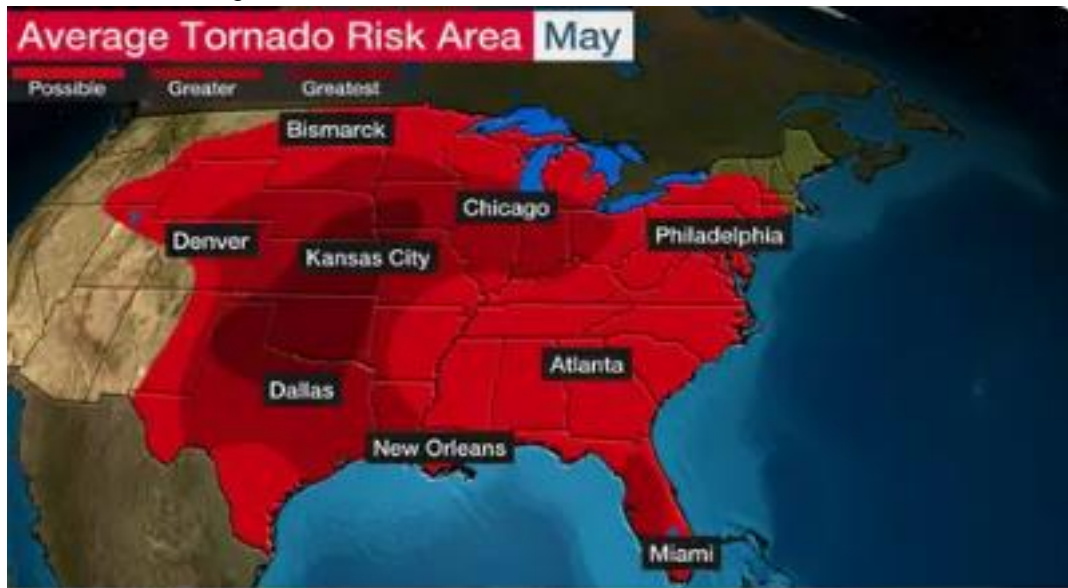 Average Tornado Risk Area May
Possible Greater Greatest
Bismarck
Chicago
Denver
Philadelphia
Kansas City
Atlanta
Dallas
New Orleans
Miami